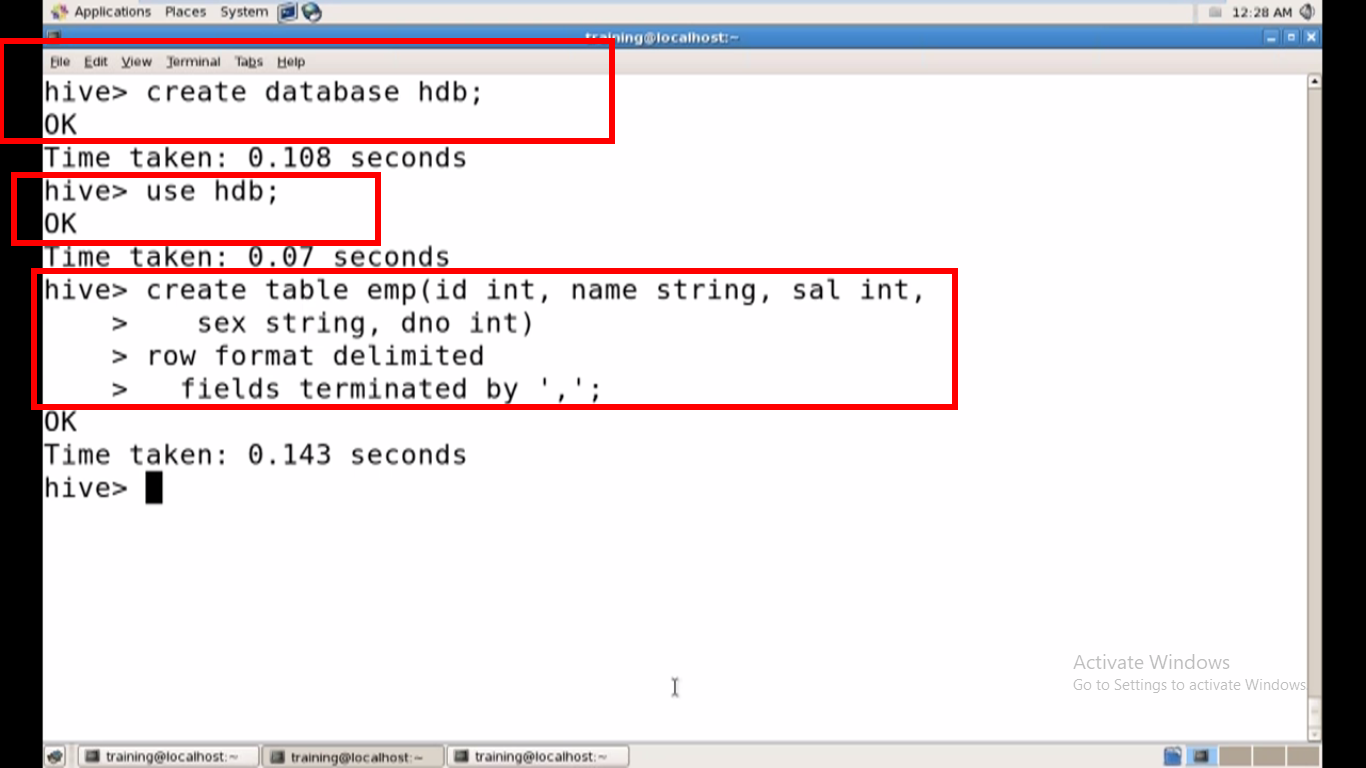 Applications Places System 12:28 AM
training@localhost:~
File Edit View Terminal Tabs Help
hive> create database hdb;
OK
Time taken: 0.108 seconds
hive> use hdb;
OK
Time taken: 0.07 seconds
hive> create table emp(id int, name string, sal int,
    >    sex string, dno int)
    > row format delimited
    >   fields terminated by ',';
OK
Time taken: 0.143 seconds
hive>
Activate Windows
Go to Settings to activate Windows
training@localhost:~ training@localhost:~ training@localhost:~